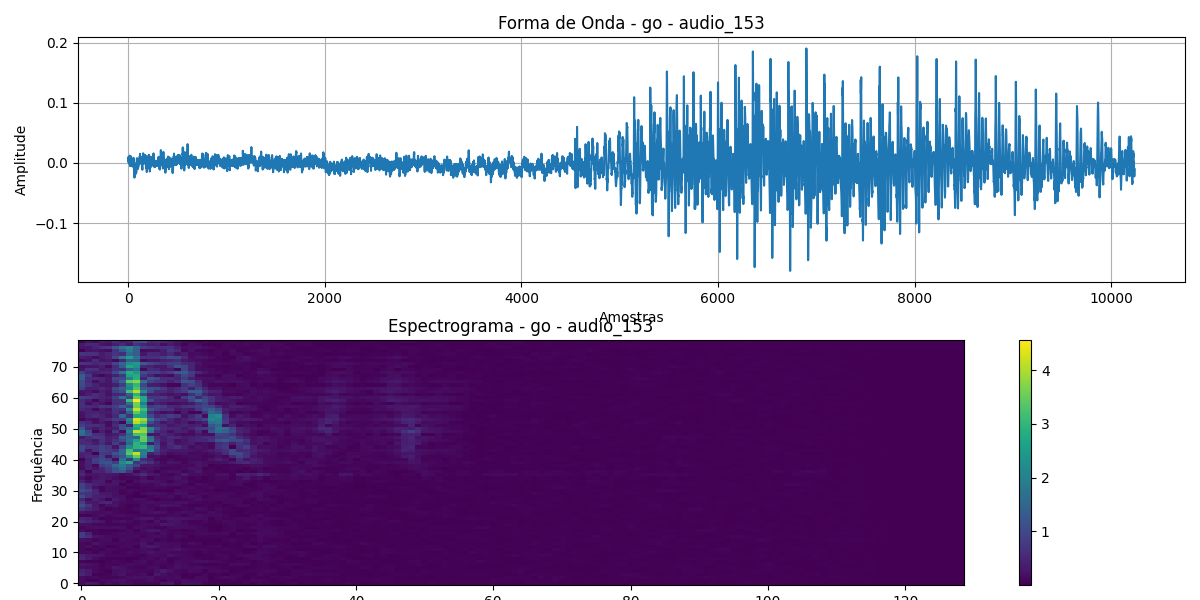 Forma de Onda - go - audio_153
0.2
0.1
0.0
−0.1
Amplitude
0 2000 4000 6000 8000 10000
Amostras
Espectrograma - go - audio_153
70
60
50
40
30
20
10
0
Frequência
0 20 40 60 80 100 120
4
3
2
1